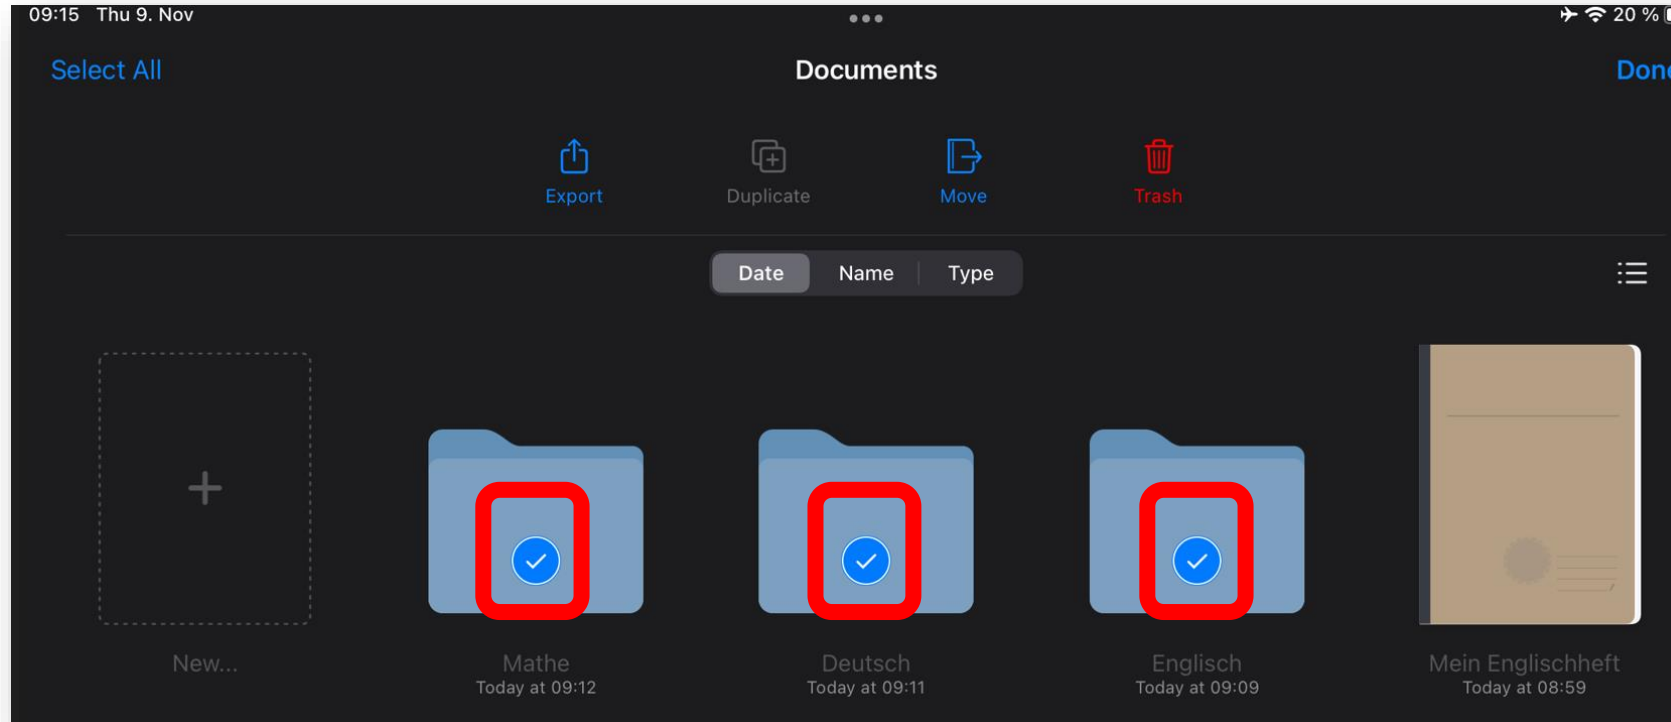 09:15 Thu 9. Nov 20 %
Select All Documents Done
Export Duplicate Move Trash
Date Name Type
New... Mathe Deutsch Englisch Mein Englischheft
Today at 09:12 Today at 09:11 Today at 09:09 Today at 08:59